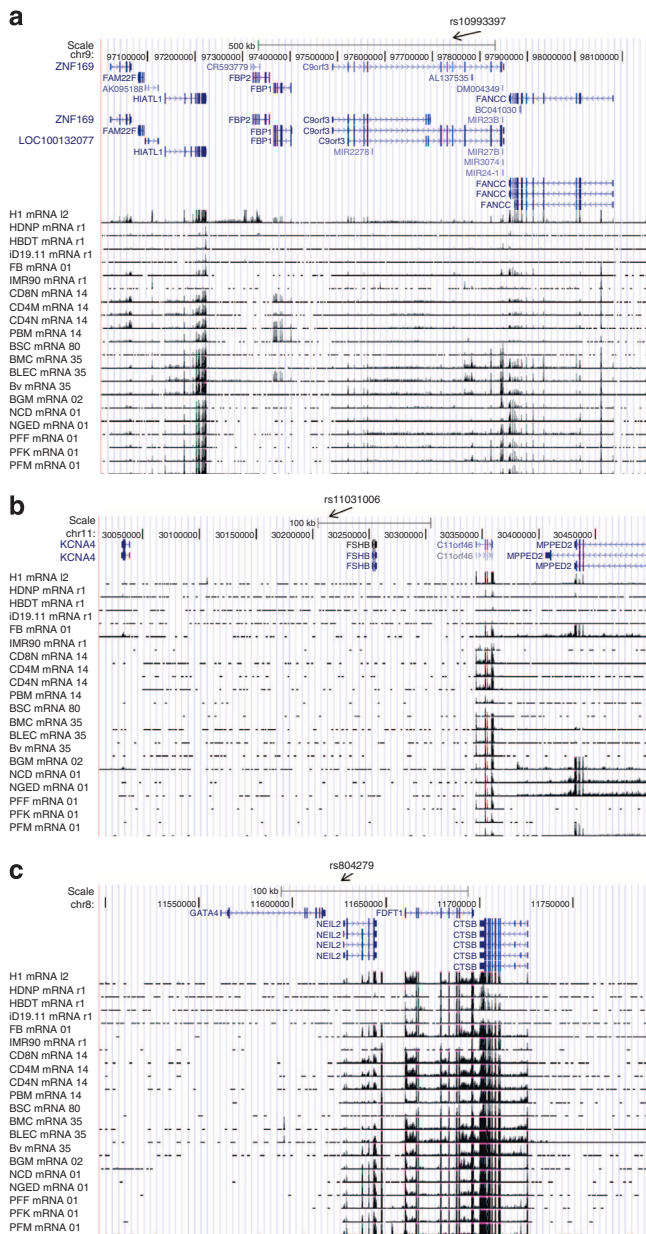 a
rs10993397
Scale 500 kb
chr9: 97100000 97200000 97300000 97400000 97500000 97600000 97700000 97800000 97900000 98000000 98100000
ZNF169 CR593779 C9orf3
FAM22F FBP2 AL137535
AK095188 FBP1 DM004349
HIATL1 FANCC
BC041030
ZNF169 FBP2 C9orf3 MIR23B
FAM22F FBP1 C9orf3
LOC100132077 FBP1 C9orf3 MIR27B
HIATL1 MIR2278 MIR3074
MIR24-1
FANCC
FANCC
FANCC
H1 mRNA l2
HDNP mRNA r1
HBDT mRNA r1
iD19.11 mRNA r1
FB mRNA 01
IMR90 mRNA r1
CD8N mRNA 14
CD4M mRNA 14
CD4N mRNA 14
PBM mRNA 14
BSC mRNA 80
BMC mRNA 35
BLEC mRNA 35
Bv mRNA 35
BGM mRNA 02
NCD mRNA 01
NGED mRNA 01
PFF mRNA 01
PFK mRNA 01
PFM mRNA 01
b
rs11031006
Scale 100 kb
chr11: 30050000 30100000 30150000 30200000 30250000 30300000 30350000 30400000 30450000
KCNA4 FSHB C11orf46 MPPED2
KCNA4 FSHB C11orf46 MPPED2
FSHB MPPED2
H1 mRNA l2
HDNP mRNA r1
HBDT mRNA r1
iD19.11 mRNA r1
FB mRNA 01
IMR90 mRNA r1
CD8N mRNA 14
CD4M mRNA 14
CD4N mRNA 14
PBM mRNA 14
BSC mRNA 80
BMC mRNA 35
BLEC mRNA 35
Bv mRNA 35
BGM mRNA 02
NCD mRNA 01
NGED mRNA 01
PFF mRNA 01
PFK mRNA 01
PFM mRNA 01
c
rs804279
Scale 100 kb
chr8: 11550000 11600000 11650000 11700000 11750000
GATA4 FDFT1
NEIL2 CTSB
NEIL2 CTSB
NEIL2 CTSB
NEIL2 CTSB
CTSB
H1 mRNA l2
HDNP mRNA r1
HBDT mRNA r1
iD19.11 mRNA r1
FB mRNA 01
IMR90 mRNA r1
CD8N mRNA 14
CD4M mRNA 14
CD4N mRNA 14
PBM mRNA 14
BSC mRNA 80
BMC mRNA 35
BLEC mRNA 35
Bv mRNA 35
BGM mRNA 02
NCD mRNA 01
NGED mRNA 01
PFF mRNA 01
PFK mRNA 01
PFM mRNA 01